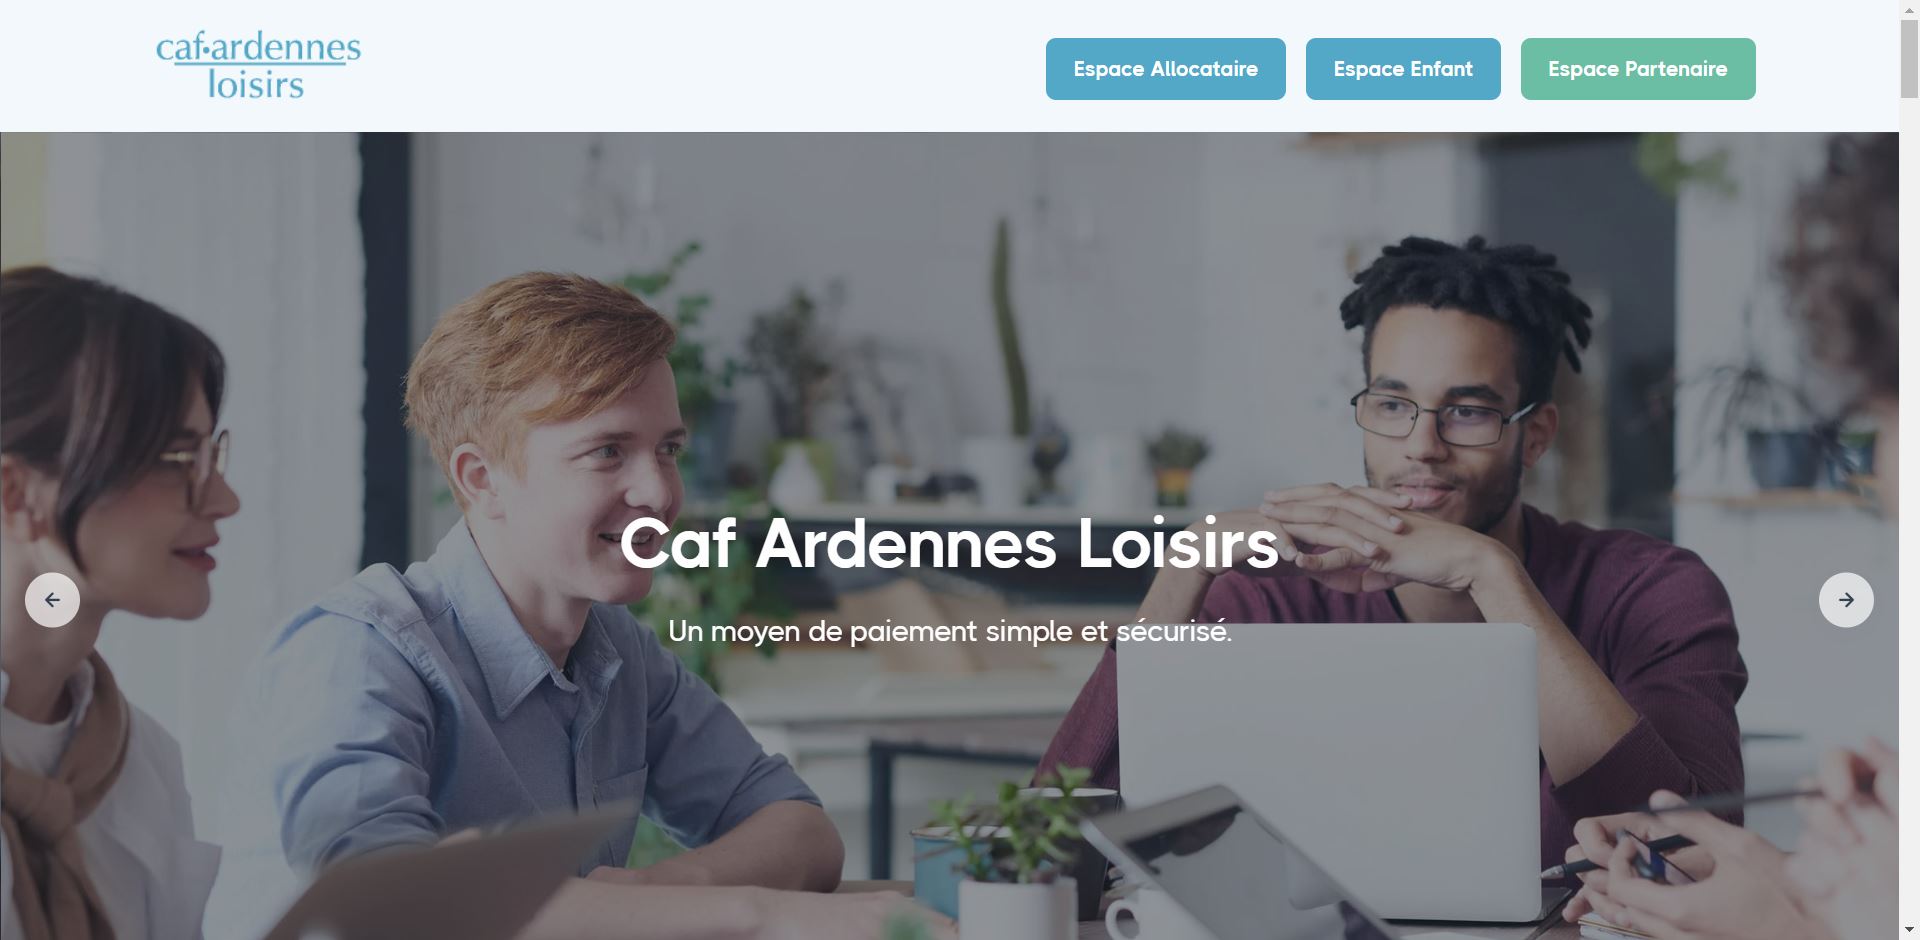 caf.ardennes
loisirs
Espace Allocataire
Espace Enfant
Espace Partenaire
Caf Ardennes Loisirs
Un moyen de paiement simple et sécurisé.